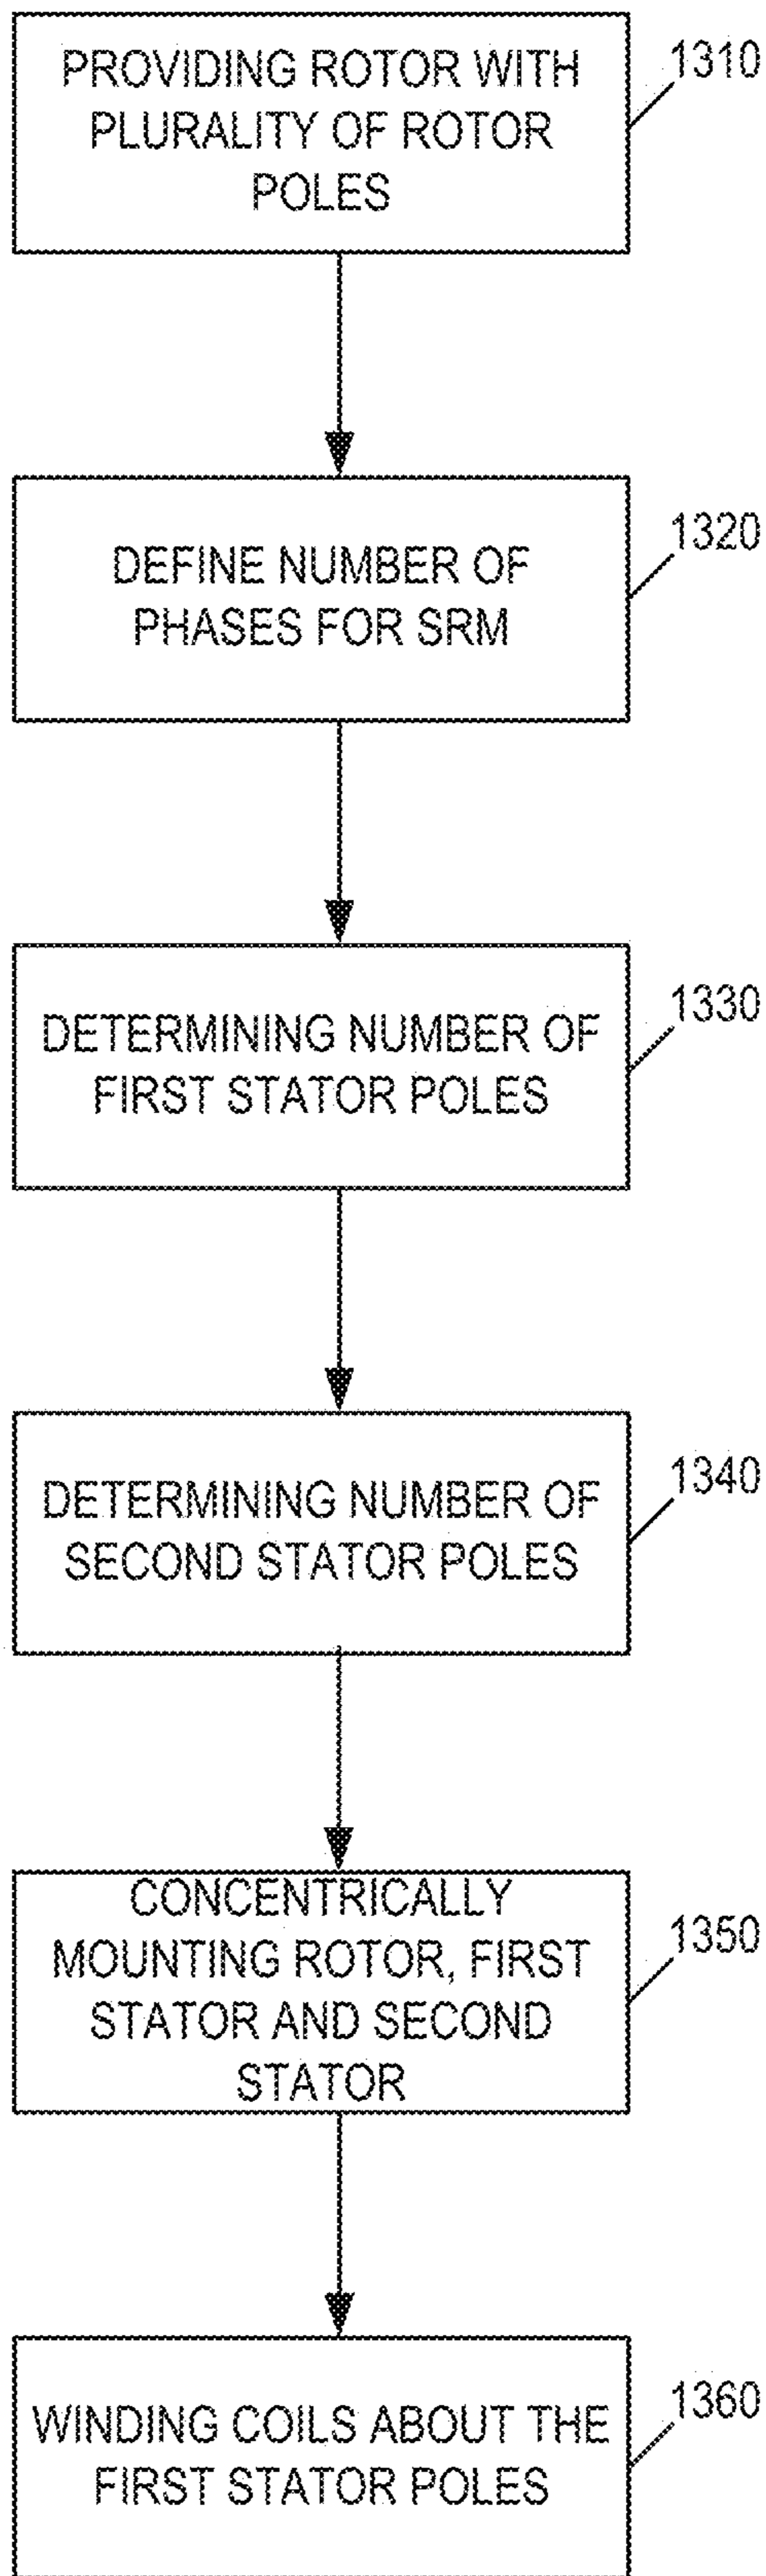 PROVIDING ROTOR WITH
PLURALITY OF ROTOR
POLES
1310
DEFINE NUMBER OF
PHASES FOR SRM
1320
DETERMINING NUMBER OF
FIRST STATOR POLES
1330
DETERMINING NUMBER OF
SECOND STATOR POLES
1340
CONCENTRICALLY
MOUNTING ROTOR, FIRST
STATOR AND SECOND
STATOR
1350
WINDING COILS ABOUT THE
FIRST STATOR POLES
1360